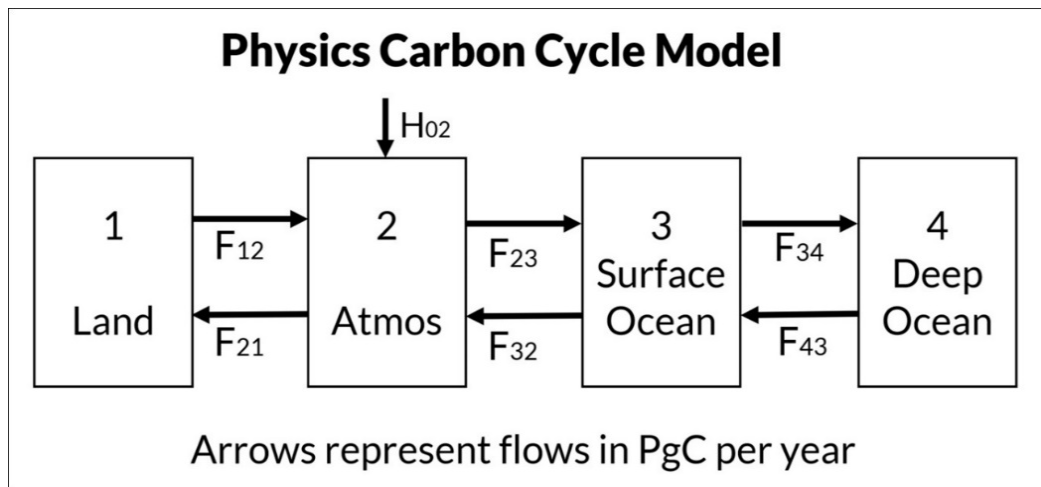 Physics Carbon Cycle Model
H02
1
Land
F12
F21
2
Atmos
F23
F32
3
Surface
Ocean
F34
F43
4
Deep
Ocean
Arrows represent flows in PgC per year